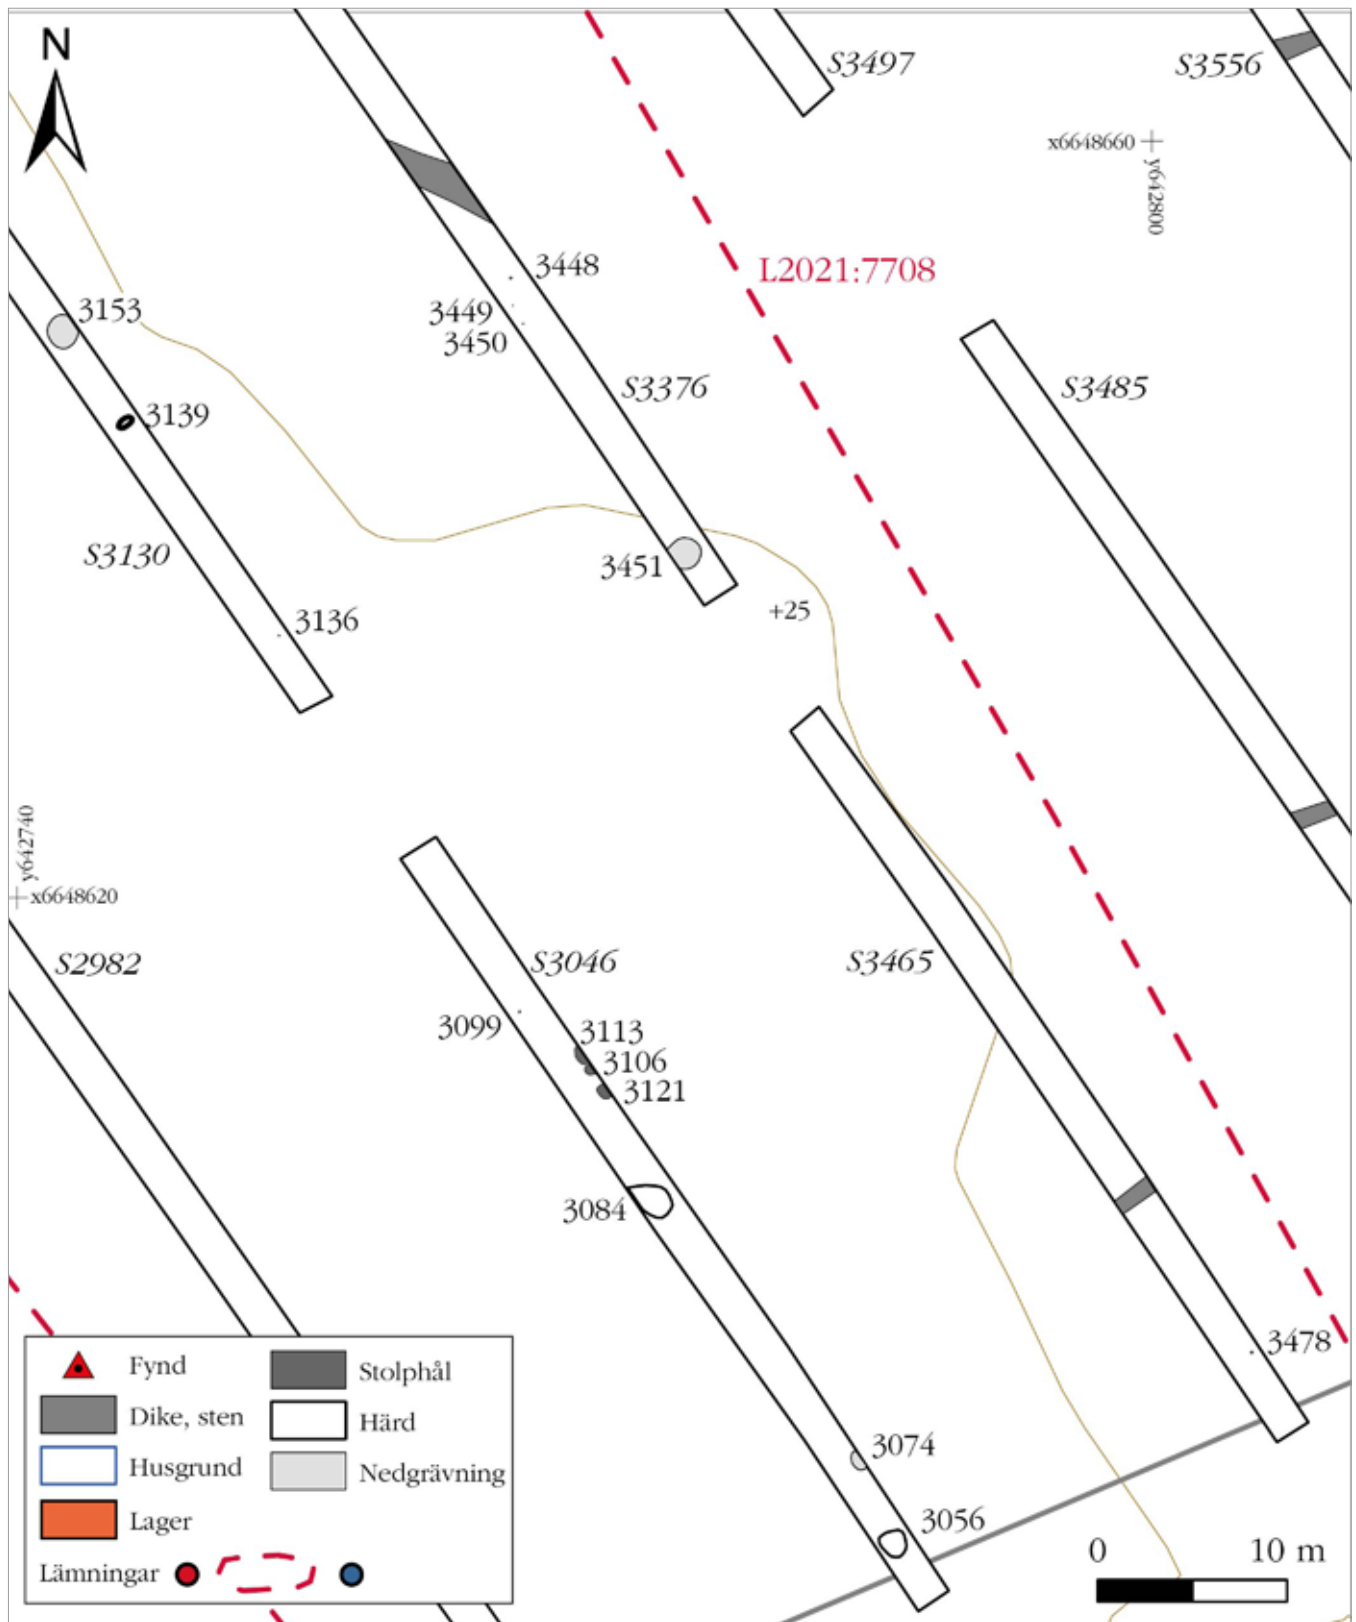 N
S3497
S3556
x6648660
y642800
3448
L2021:7708
3153
3449
3450
S3376
S3485
3139
S3130
3451
+25
3136
y642740
x6648620
S2982
S3046
S3465
3099
3113
3106
3121
3084
3478
3074
3056
Fynd
Stolphål
Dike, sten
Härd
Husgrund
Nedgrävning
Lager
Lämningar
0 10 m